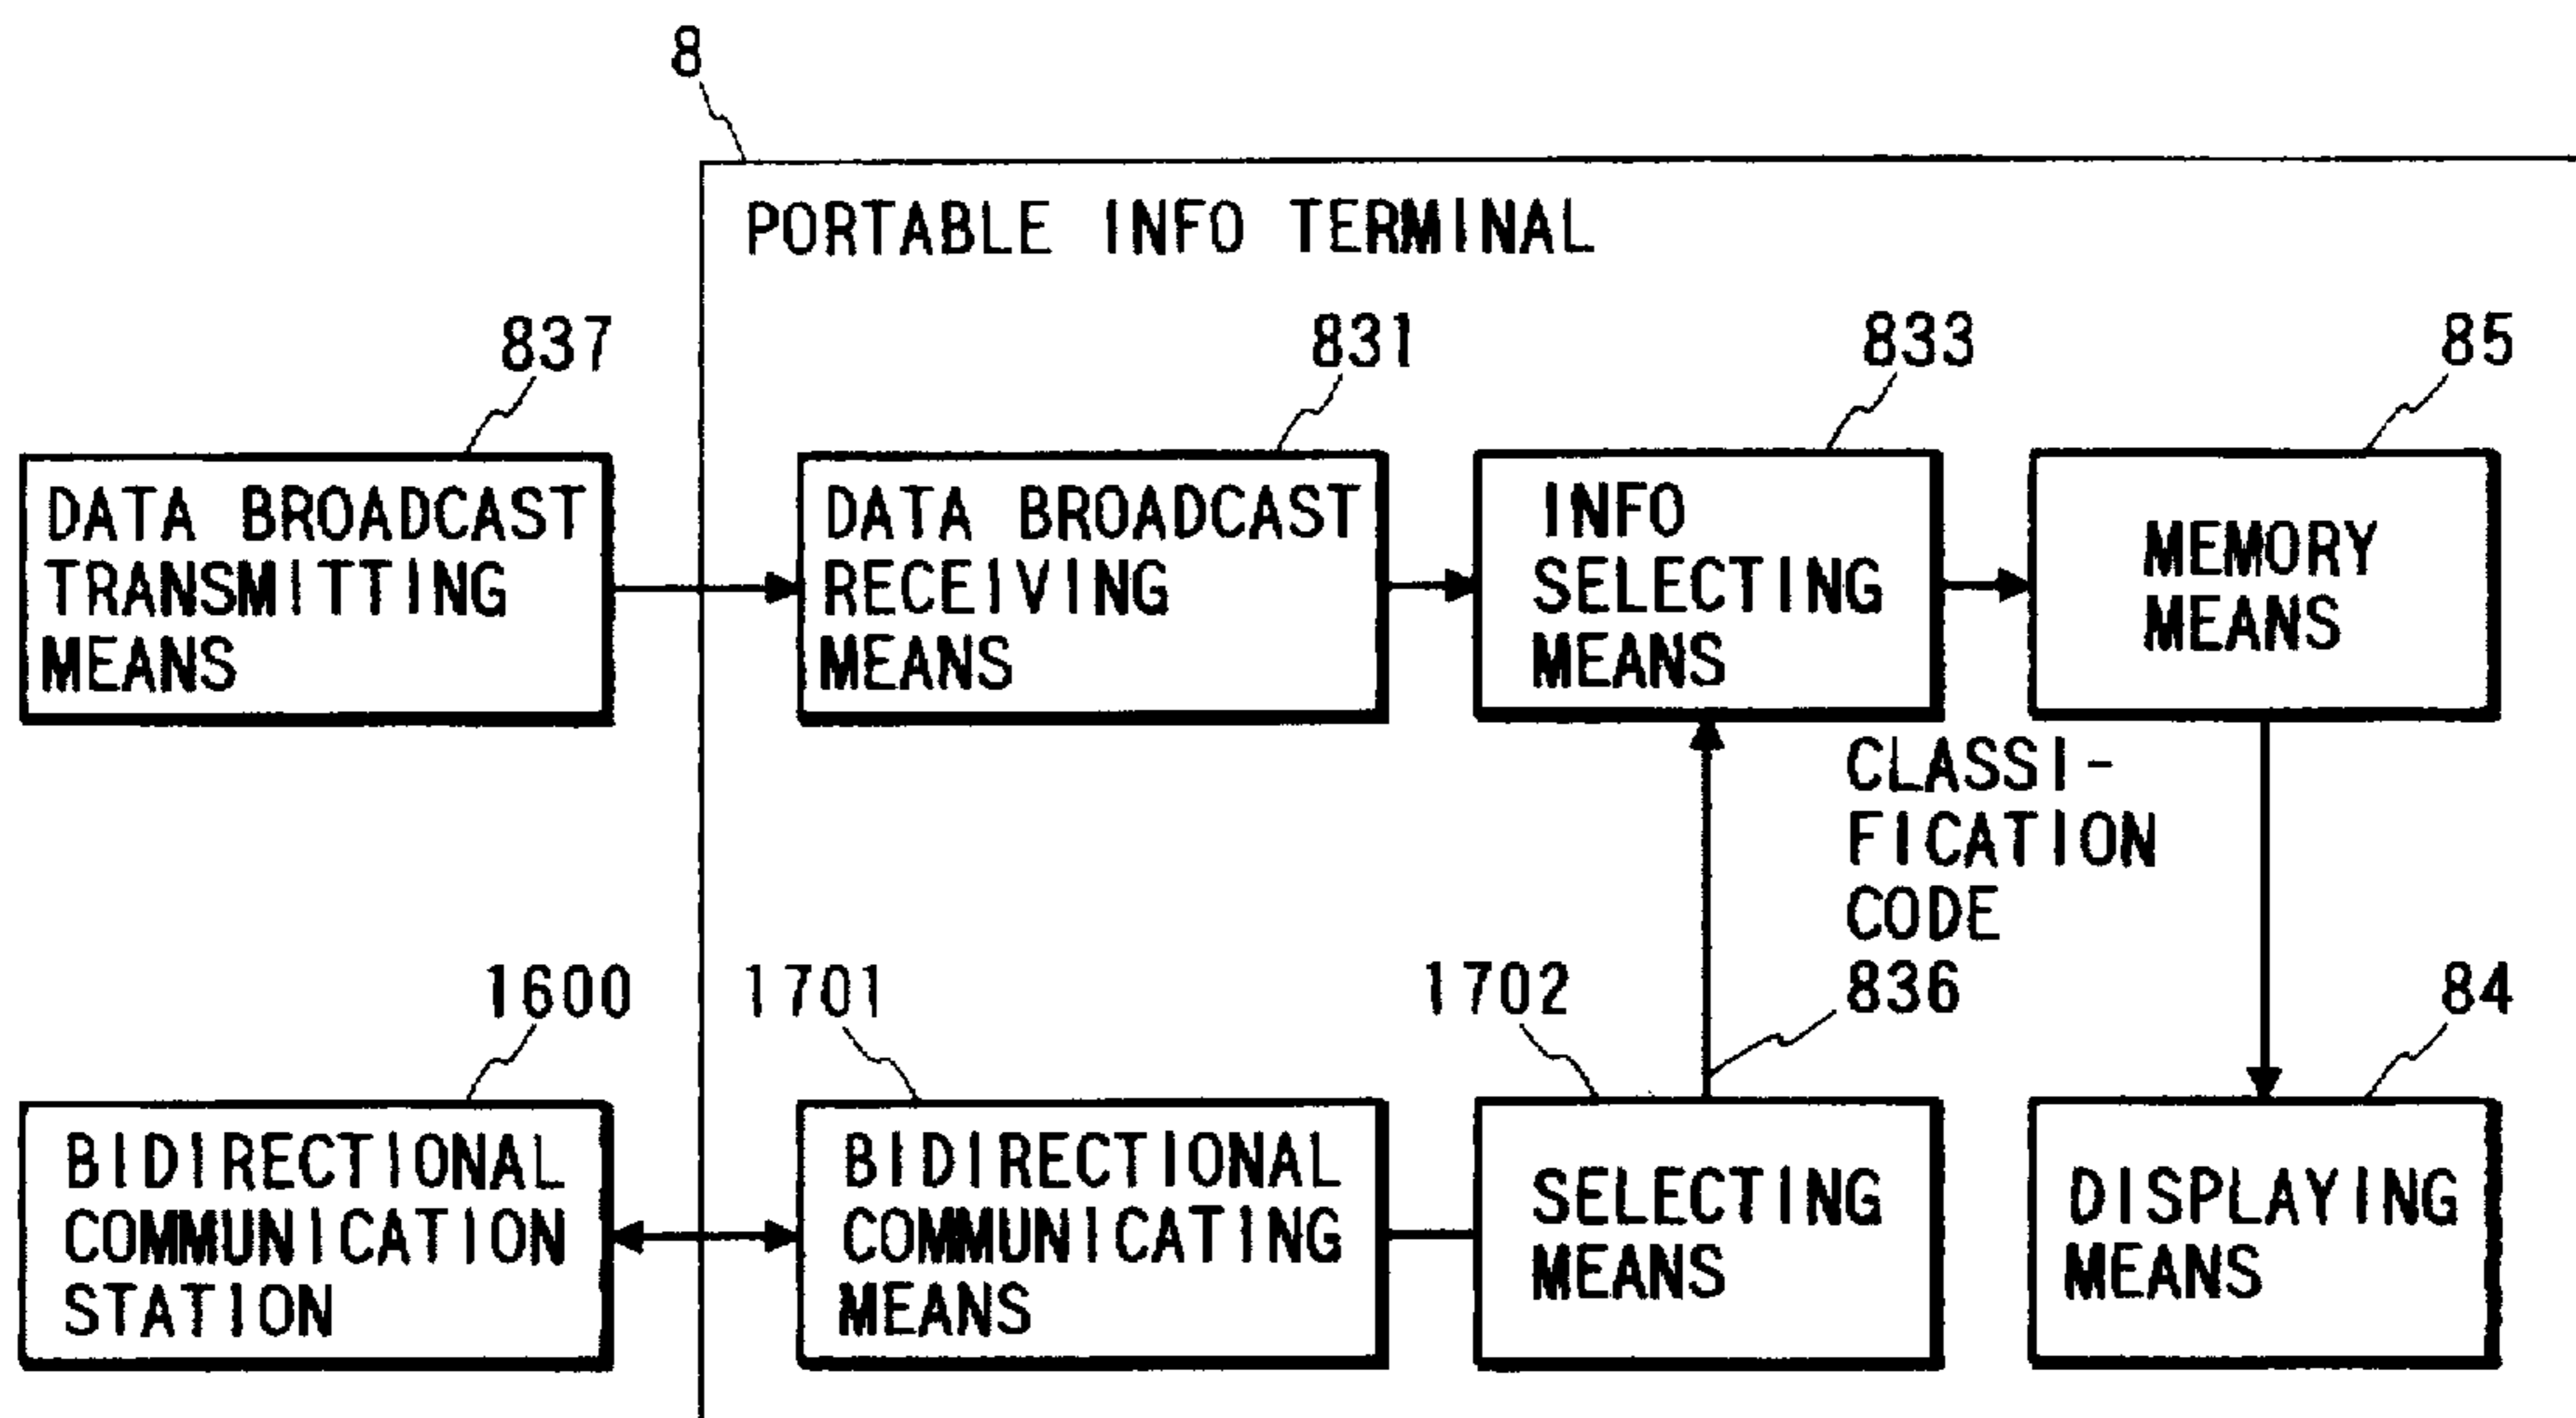 8
PORTABLE INFO TERMINAL
837
831
833
85
DATA BROADCAST
TRANSMITTING
MEANS
DATA BROADCAST
RECEIVING
MEANS
INFO
SELECTING
MEANS
MEMORY
MEANS
CLASSI-
FICATION
CODE
836
1600
1701
1702
84
BIDIRECTIONAL
COMMUNICATION
STATION
BIDIRECTIONAL
COMMUNICATING
MEANS
SELECTING
MEANS
DISPLAYING
MEANS